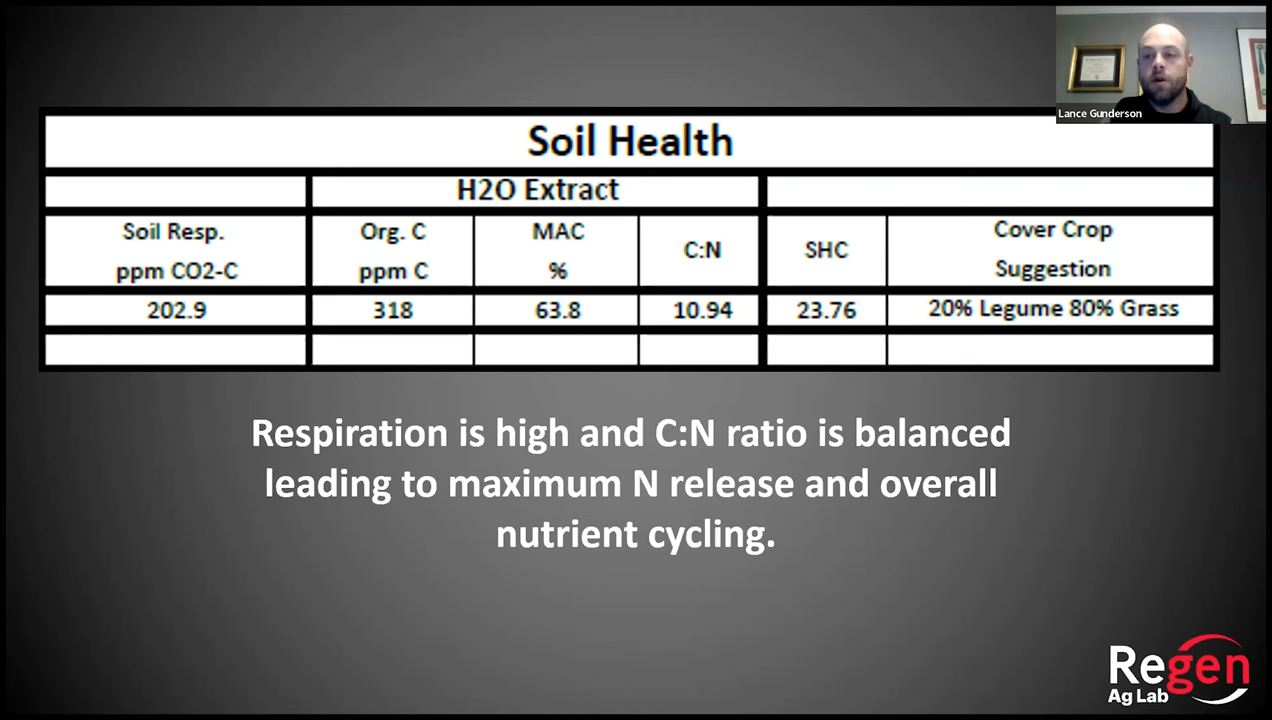 Lance Gunderson
Soil Health
H2O Extract
Soil Resp.
ppm CO2-C
Org. C
ppm C
MAC
%
C:N
SHC
Cover Crop
Suggestion
202.9
318
63.8
10.94
23.76
20% Legume 80% Grass
Respiration is high and C:N ratio is balanced
leading to maximum N release and overall
nutrient cycling.
Regen
Ag Lab